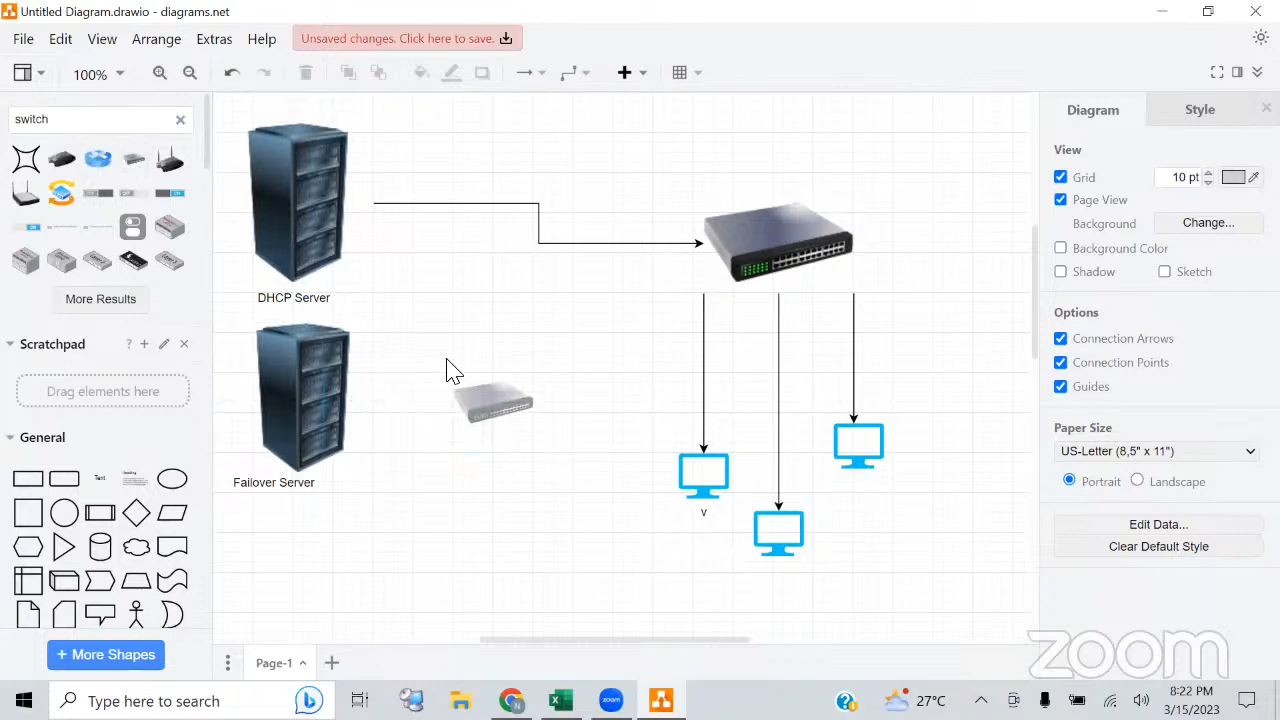 Untitled Diagram.drawio - diagrams.net
File Edit View Arrange Extras Help
Unsaved changes. Click here to save.
100%
switch
More Results
Scratchpad
?
Drag elements here
General
Text
Heading
More Shapes
DHCP Server
Failover Server
v
Diagram
Style
View
Grid
10 pt
Page View
Background
Change...
Background Color
Shadow
Sketch
Options
Connection Arrows
Connection Points
Guides
Paper Size
US-Letter (8,5" x 11")
Portrait
Landscape
Edit Data...
Clear Default Style
Page-1
zoom
Type here to search
zoom
27°C
8:22 PM
3/15/2023